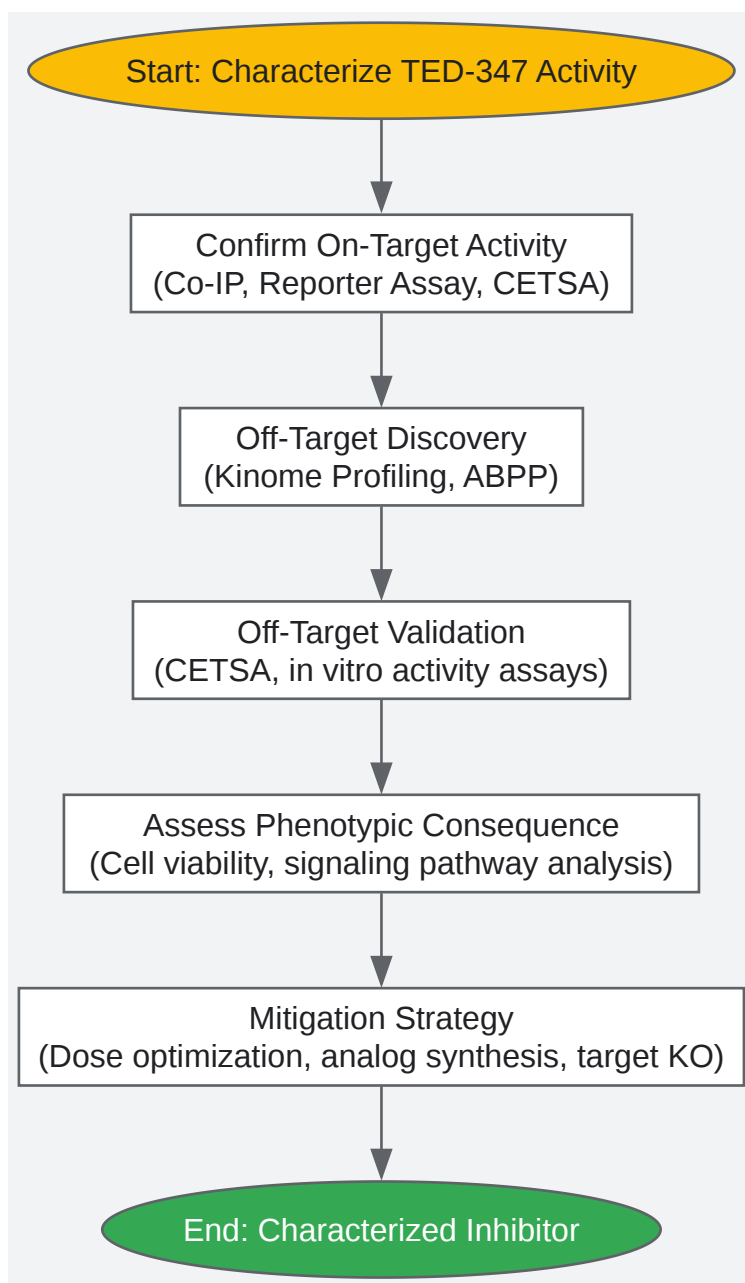 Start: Characterize TED-347 Activity
Confirm On-Target Activity
(Co-IP, Reporter Assay, CETSA)
Off-Target Discovery
(Kinome Profiling, ABPP)
Off-Target Validation
(CETSA, in vitro activity assays)
Assess Phenotypic Consequence
(Cell viability, signaling pathway analysis)
Mitigation Strategy
(Dose optimization, analog synthesis, target KO)
End: Characterized Inhibitor